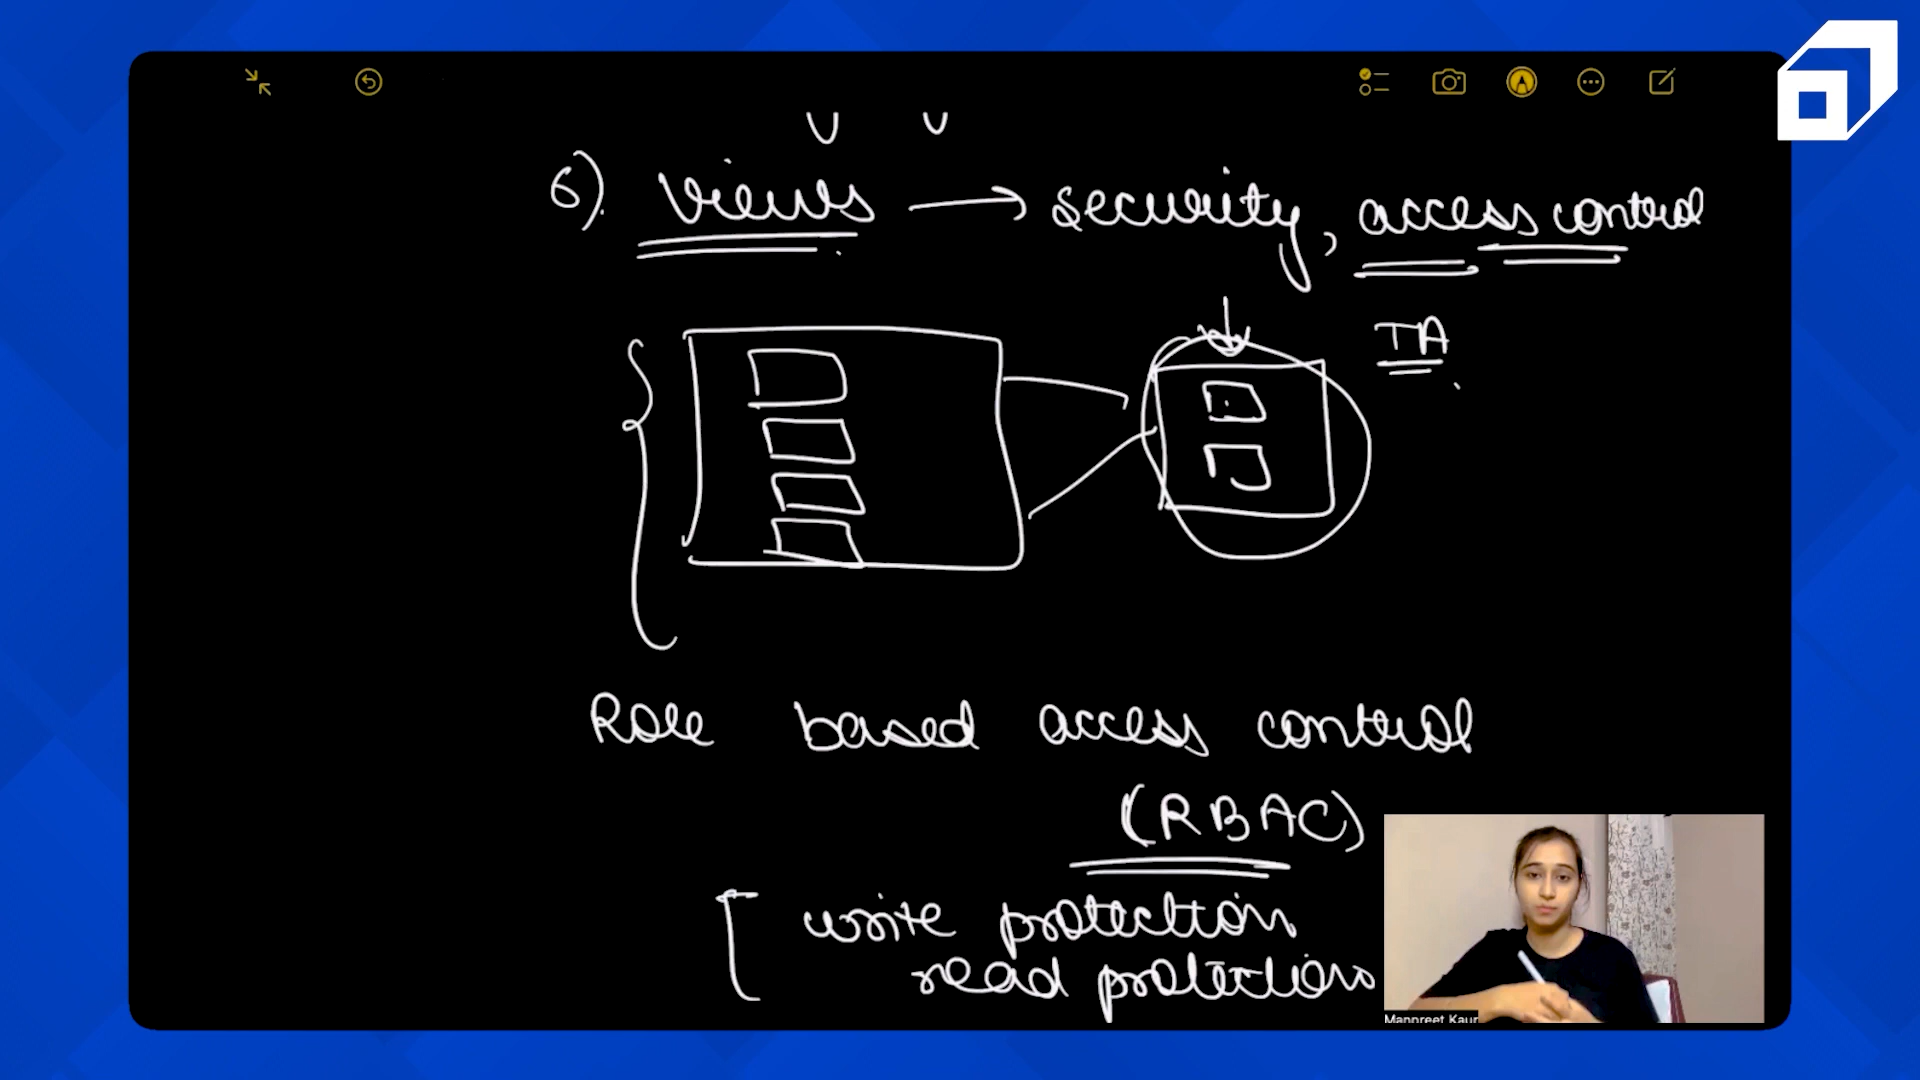 6). views → security, access control
TA
Role based access control
(RBAC)
write protection
read protection
Manpreet Kaur